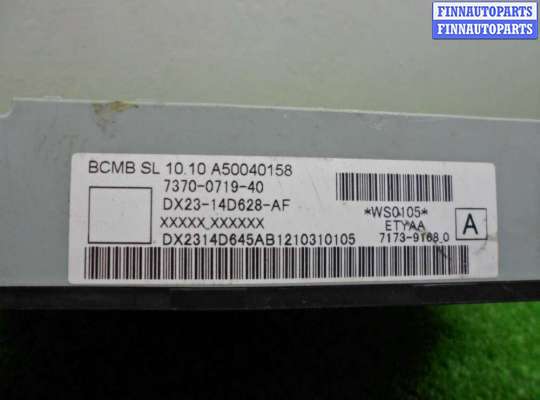 FINNAUTOPARTS
FINNAUTOPARTS
BCMB SL 10.10 A50040158
7370-0719-40
DX23-14D628-AF
XXXXX XXXXXX
DX2314D645AB1210310105
*WS0105*
ETYAA
7173-9168.0
A